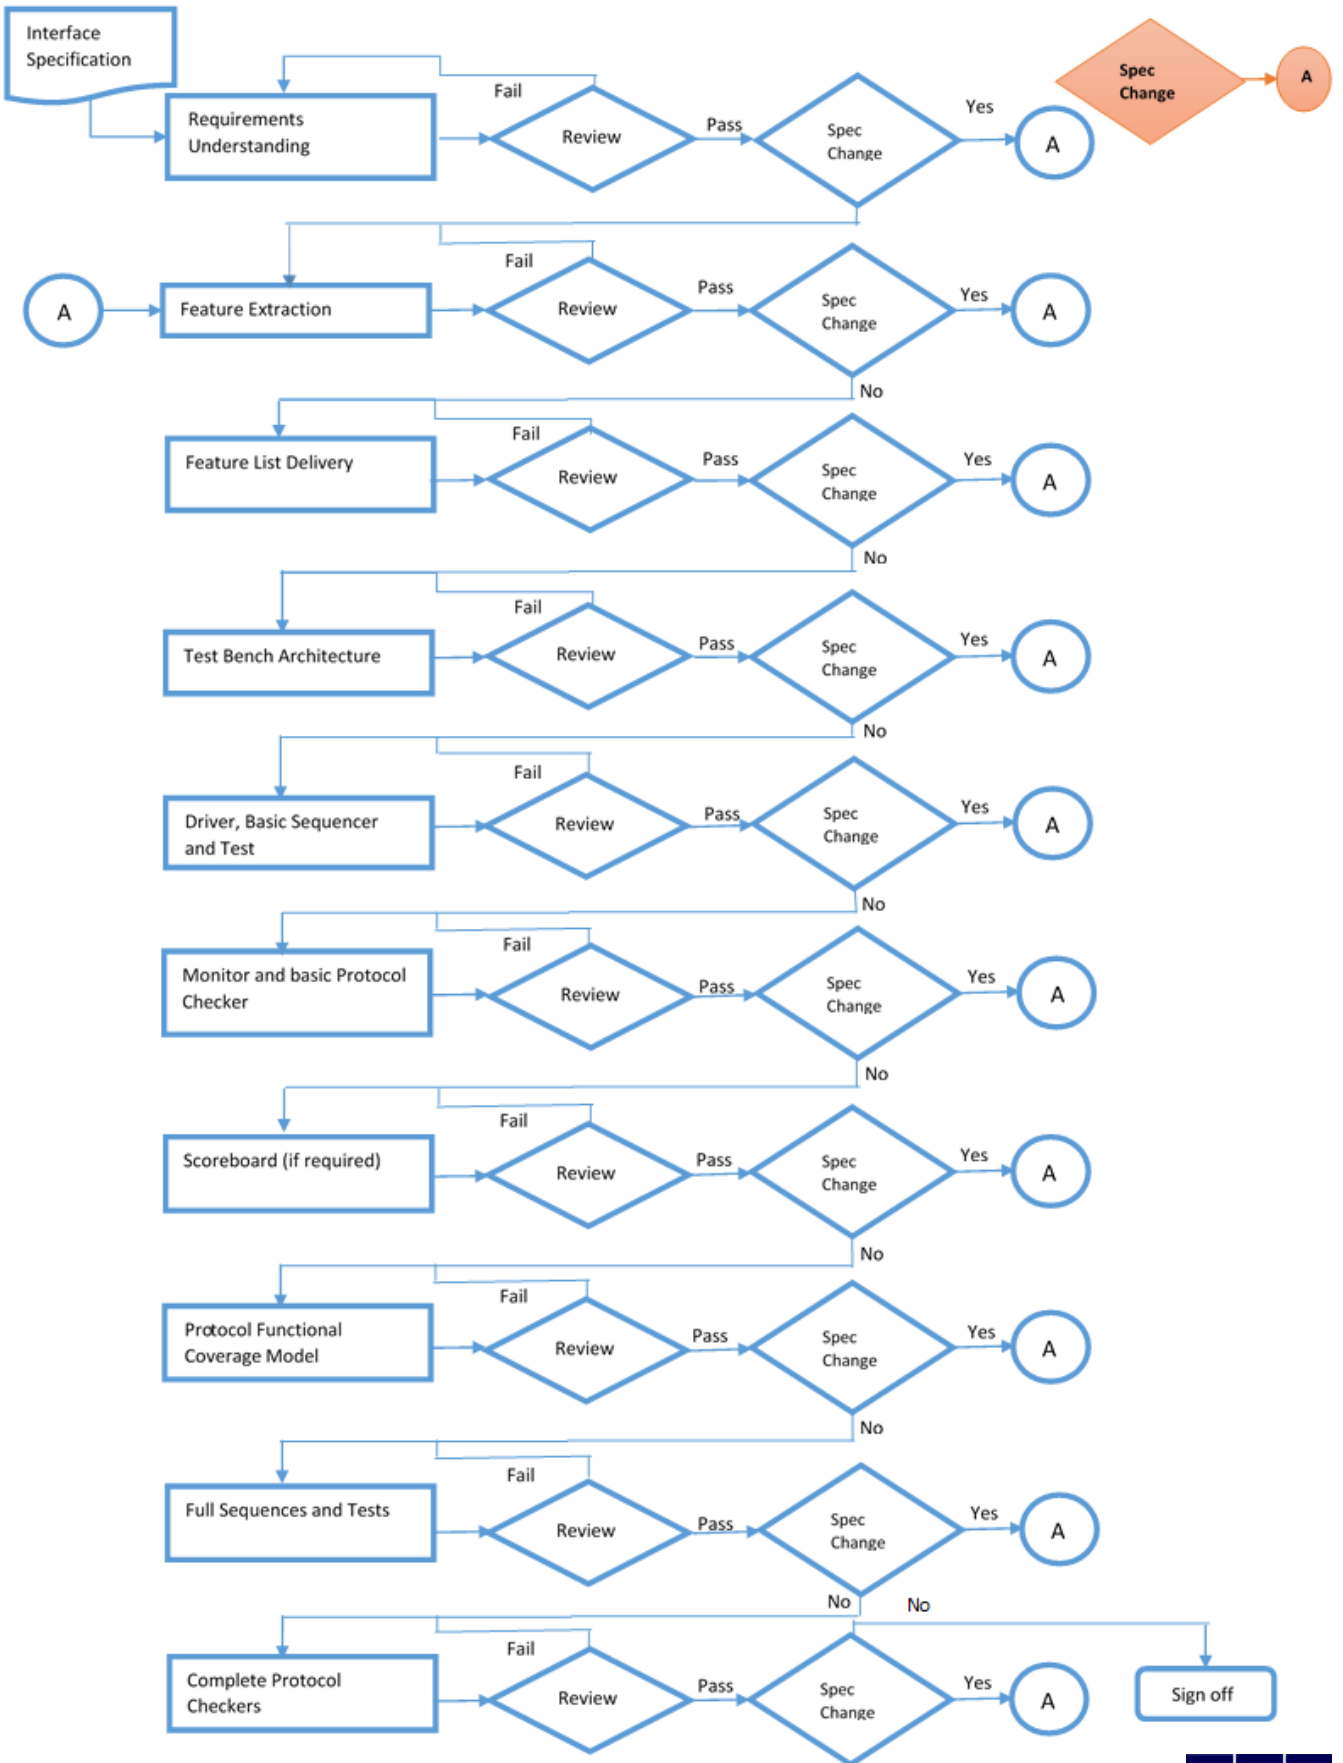 Interface
Specification
Spec
Change
A
Fail
Requirements
Understanding
Review
Pass
Spec
Change
Yes
A
A
Fail
Feature Extraction
Review
Pass
Spec
Change
Yes
A
No
Fail
Feature List Delivery
Review
Pass
Spec
Change
Yes
A
No
Fail
Test Bench Architecture
Review
Pass
Spec
Change
Yes
A
No
Fail
Driver, Basic Sequencer
and Test
Review
Pass
Spec
Change
Yes
A
No
Fail
Monitor and basic Protocol
Checker
Review
Pass
Spec
Change
Yes
A
No
Fail
Scoreboard (if required)
Review
Pass
Spec
Change
Yes
A
No
Fail
Protocol Functional
Coverage Model
Review
Pass
Spec
Change
Yes
A
No
Fail
Full Sequences and Tests
Review
Pass
Spec
Change
Yes
A
No
No
Fail
Complete Protocol
Checkers
Review
Pass
Spec
Change
Yes
A
Sign off